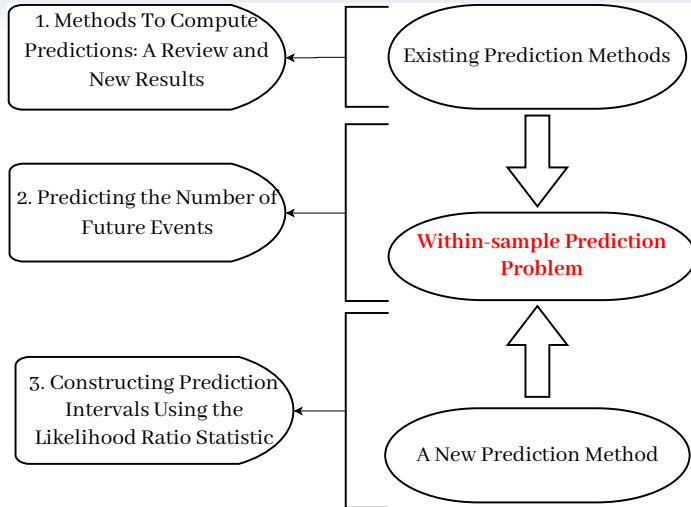 1. Methods To Compute
Predictions: A Review and
New Results
Existing Prediction Methods
2. Predicting the Number of
Future Events
Within-sample Prediction
Problem
3. Constructing Prediction
Intervals Using the
Likelihood Ratio Statistic
A New Prediction Method